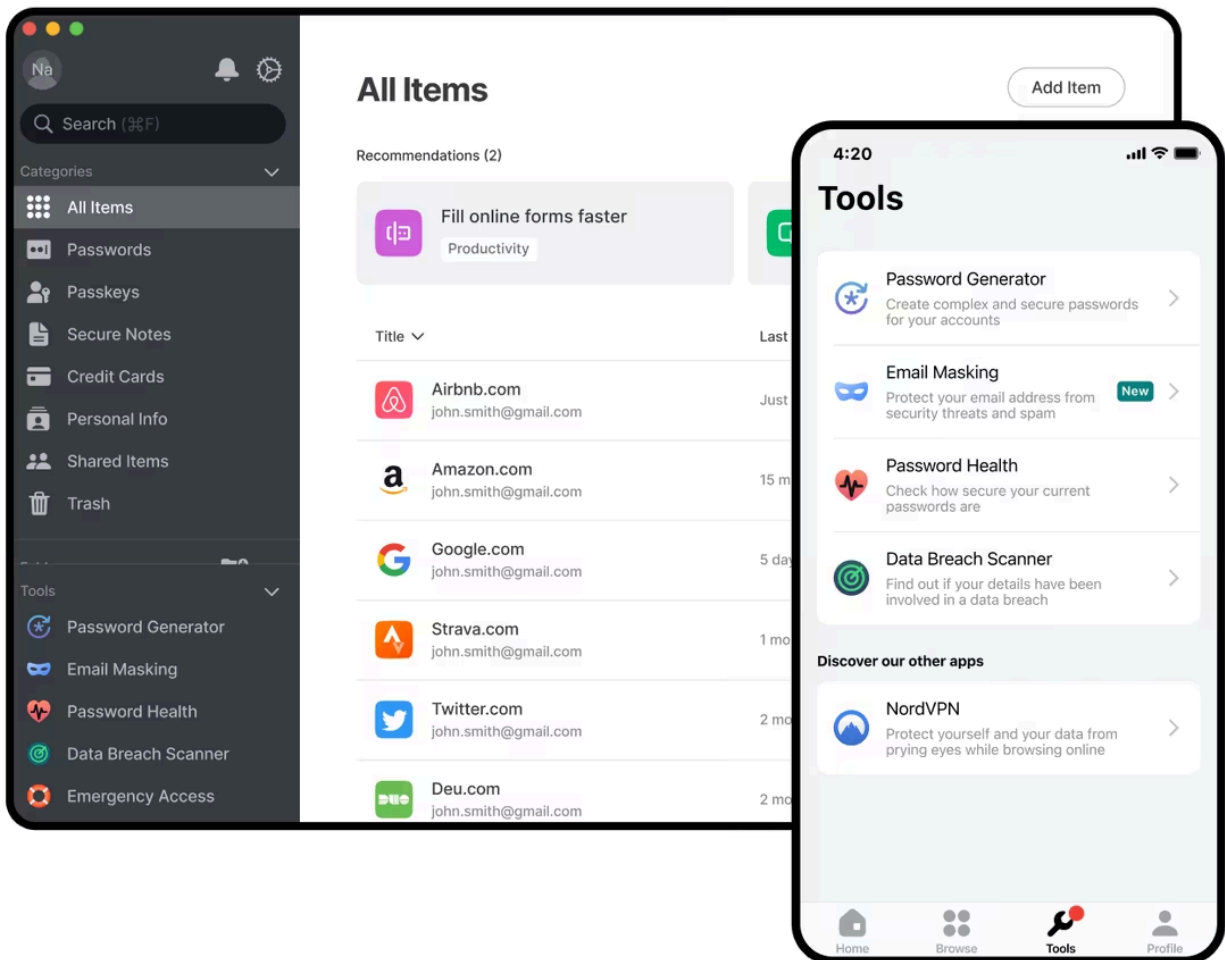 Na
Search (⌘F)
Categories
All Items
Passwords
Passkeys
Secure Notes
Credit Cards
Personal Info
Shared Items
Trash
Tools
Password Generator
Email Masking
Password Health
Data Breach Scanner
Emergency Access
All Items
Add Item
Recommendations (2)
Fill online forms faster
Productivity
Title
Last
Airbnb.com
Just
john.smith@gmail.com
Amazon.com
15 m
john.smith@gmail.com
Google.com
5 day
john.smith@gmail.com
Strava.com
1 mo
john.smith@gmail.com
Twitter.com
2 mo
john.smith@gmail.com
DUO
Deu.com
2 mo
john.smith@gmail.com
4:20
Tools
Password Generator
Create complex and secure passwords
for your accounts
Email Masking
Protect your email address from
security threats and spam
New
Password Health
Check how secure your current
passwords are
Data Breach Scanner
Find out if your details have been
involved in a data breach
Discover our other apps
NordVPN
Protect yourself and your data from
prying eyes while browsing online
Home
Browse
Tools
Profile